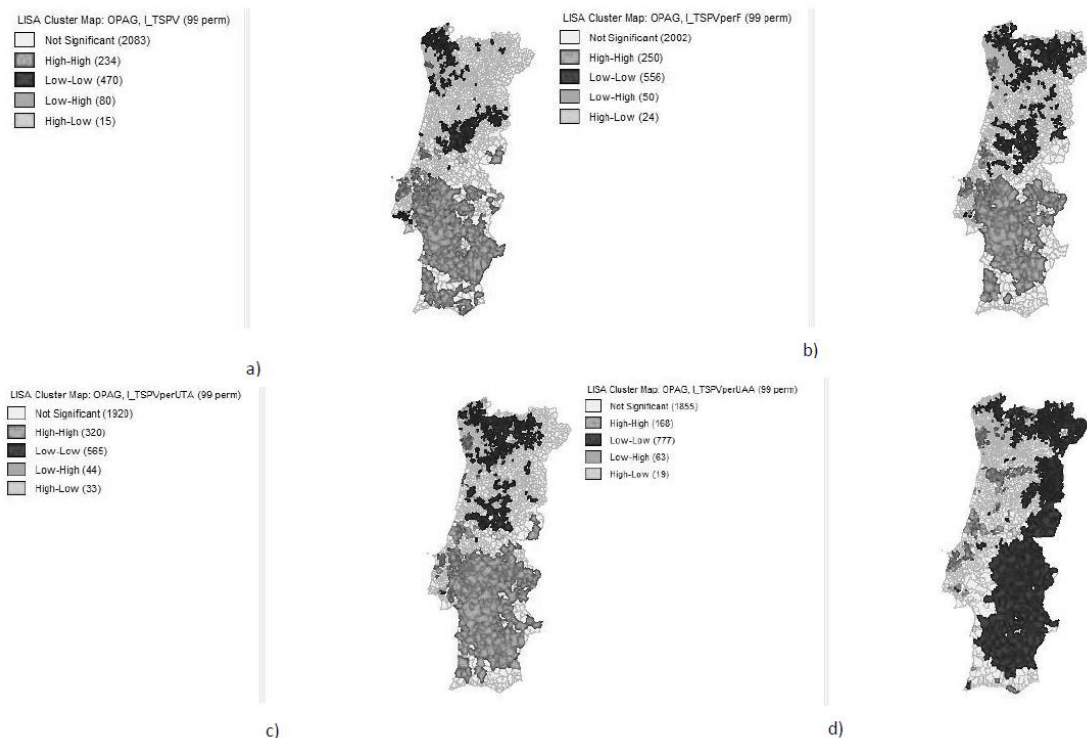 LISA Cluster Map: OPAG, I_TSPV (99 perm)
Not Significant (2083)
High-High (234)
Low-Low (470)
Low-High (80)
High-Low (15)
a)
LISA Cluster Map: OPAG, I_TSPVperF (99 perm)
Not Significant (2002)
High-High (250)
Low-Low (556)
Low-High (50)
High-Low (24)
b)
LISA Cluster Map: OPAG, I_TSPVperUTA (99 perm)
Not Significant (1920)
High-High (320)
Low-Low (565)
Low-High (44)
High-Low (33)
c)
LISA Cluster Map: OPAG, I_TSPVperUAA (99 perm)
Not Significant (1855)
High-High (168)
Low-Low (777)
Low-High (63)
High-Low (19)
d)